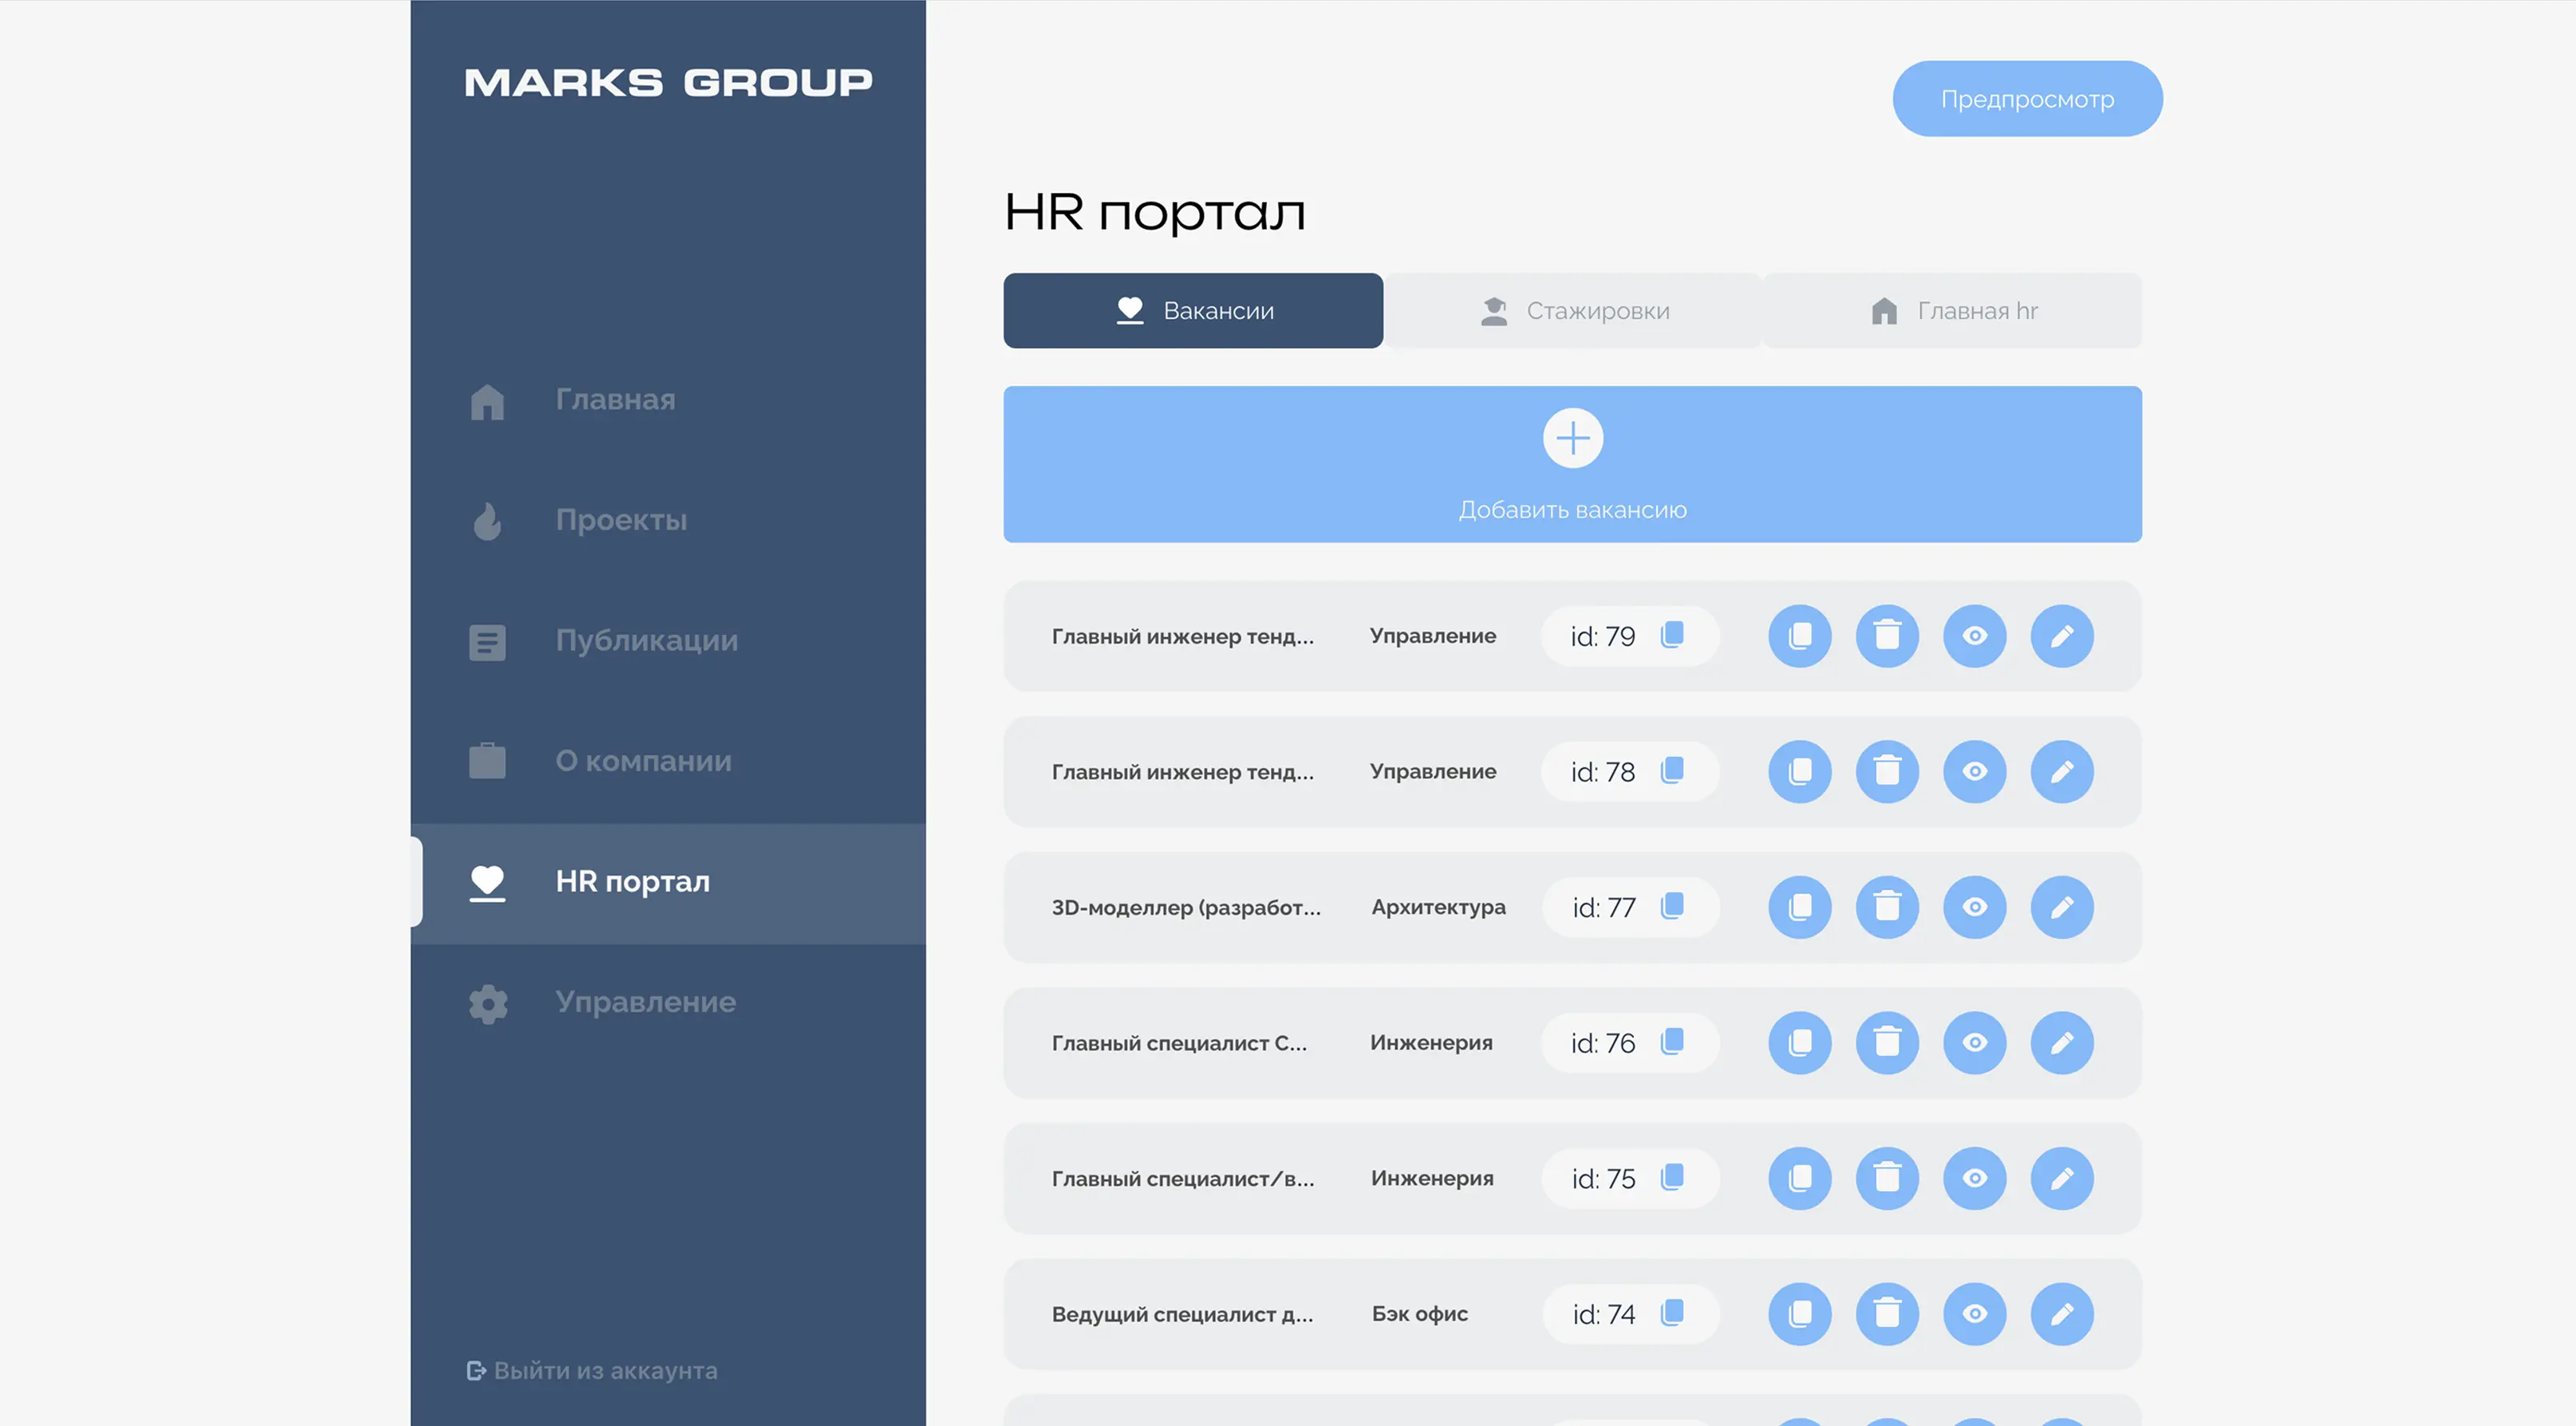 MARKS GROUP
Главная
Проекты
Публикации
О компании
HR портал
Управление
Выйти из аккаунта
Предпросмотр
HR портал
Вакансии
Стажировки
Главная hr
Добавить вакансию
Главный инженер тенд... Управление id: 79
Главный инженер тенд... Управление id: 78
3D-моделлер (разработ... Архитектура id: 77
Главный специалист С... Инженерия id: 76
Главный специалист/в... Инженерия id: 75
Ведущий специалист д... Бэк офис id: 74